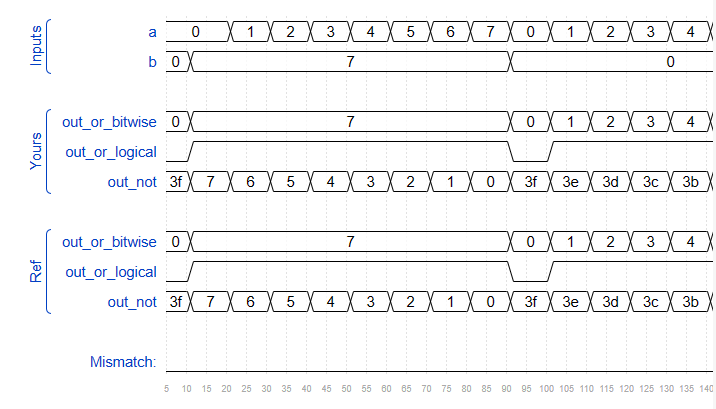 Inputs
a 0 1 2 3 4 5 6 7 0 1 2 3 4
b 0 7 0
Yours
out_or_bitwise 0 7 0 1 2 3 4
out_or_logical
out_not 3f 7 6 5 4 3 2 1 0 3f 3e 3d 3c 3b
Ref
out_or_bitwise 0 7 0 1 2 3 4
out_or_logical
out_not 3f 7 6 5 4 3 2 1 0 3f 3e 3d 3c 3b
Mismatch:
5 10 15 20 25 30 35 40 45 50 55 60 65 70 75 80 85 90 95 100 105 110 115 120 125 130 135 140